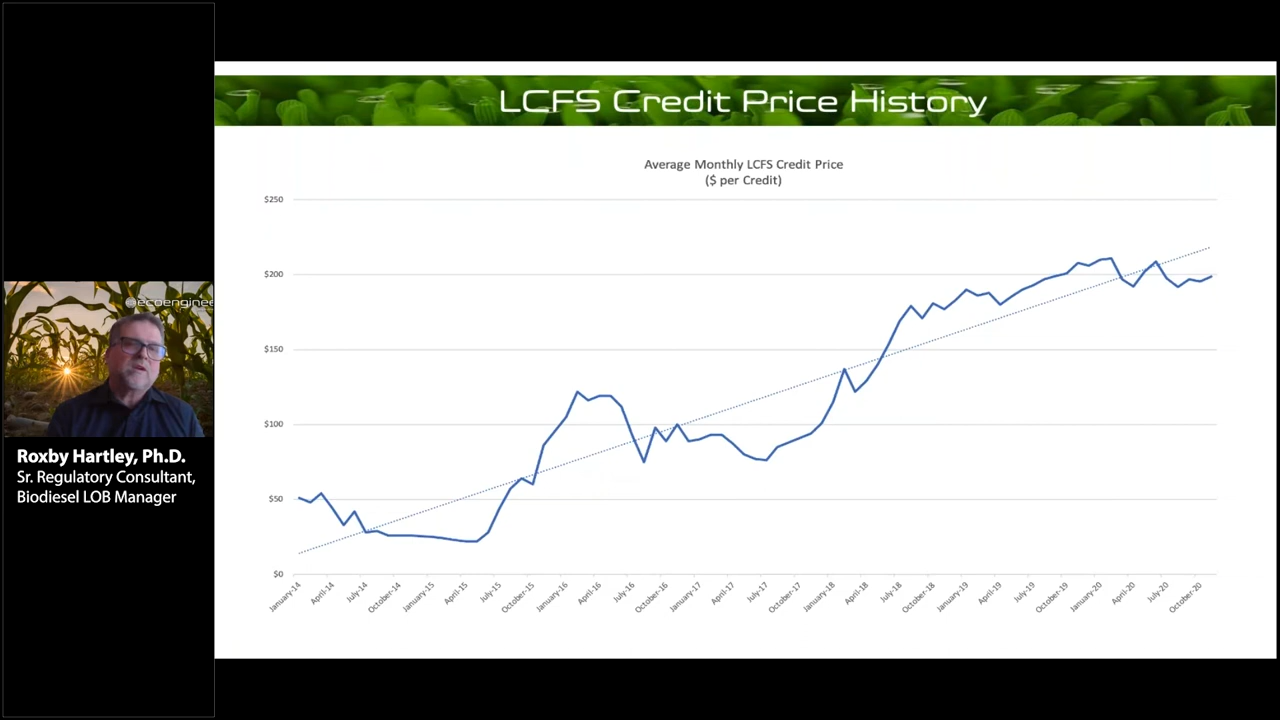 LCFS Credit Price History
Average Monthly LCFS Credit Price
($ per Credit)
$250
$200
$150
$100
$50
$0
January-14
April-14
July-14
October-14
January-15
April-15
July-15
October-15
January-16
April-16
July-16
October-16
January-17
April-17
July-17
October-17
January-18
April-18
July-18
October-18
January-19
April-19
July-19
October-19
January-20
April-20
July-20
October-20
@ecoenginee
Roxby Hartley, Ph.D.
Sr. Regulatory Consultant,
Biodiesel LOB Manager